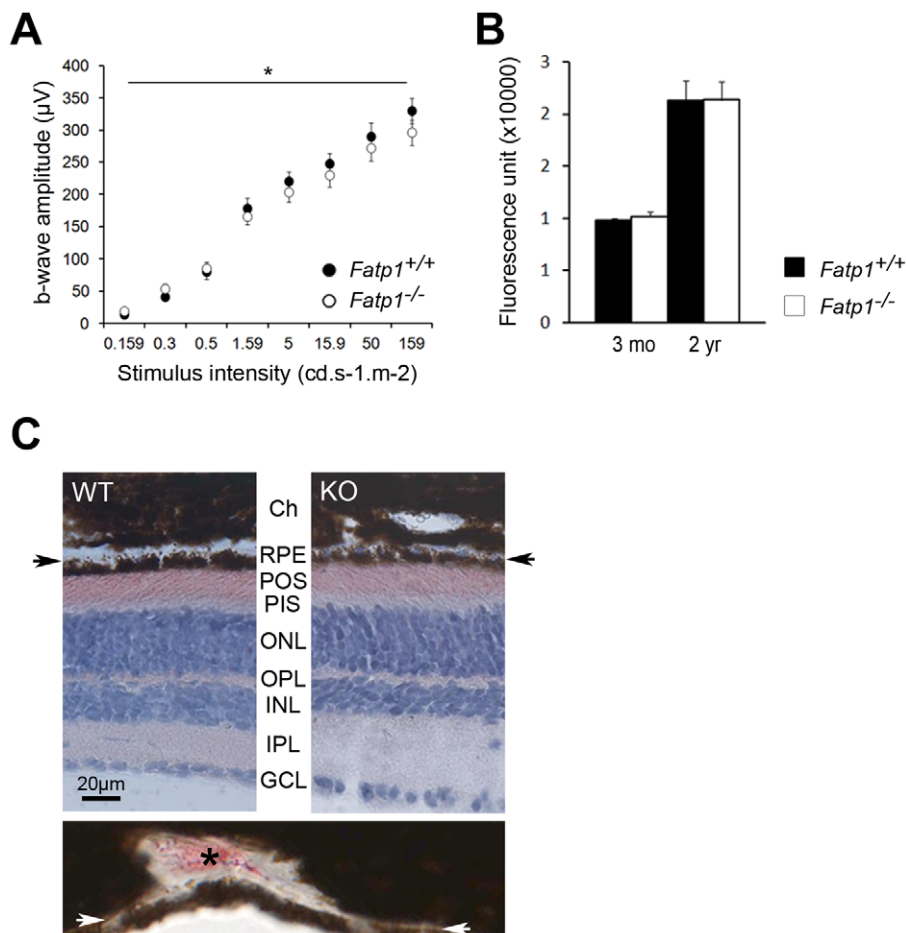 A
*
400
350
300
250
200
150
100
50
0
b-wave amplitude (µV)
0.159 0.3 0.5 1.59 5 15.9 50 159
Stimulus intensity (cd.s-1.m-2)
Fatp1+/+
Fatp1-/-
B
3
2
2
1
1
0
Fluorescence unit (x10000)
3 mo 2 yr
Fatp1+/+
Fatp1-/-
C
WT
KO
Ch
RPE
POS
PIS
ONL
OPL
INL
IPL
GCL
20µm
*